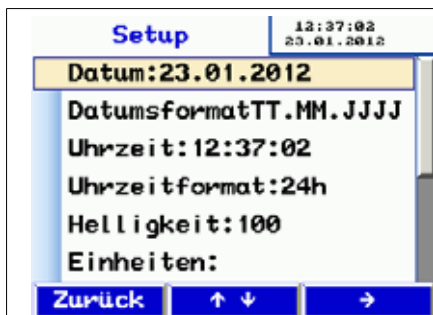 Setup
12:37:02
23.01.2012
Datum:23.01.2012
DatumsformatTT.MM.JJJJ
Uhrzeit:12:37:02
Uhrzeitformat:24h
Helligkeit:100
Einheiten:
Zurück ↑ ↓ →